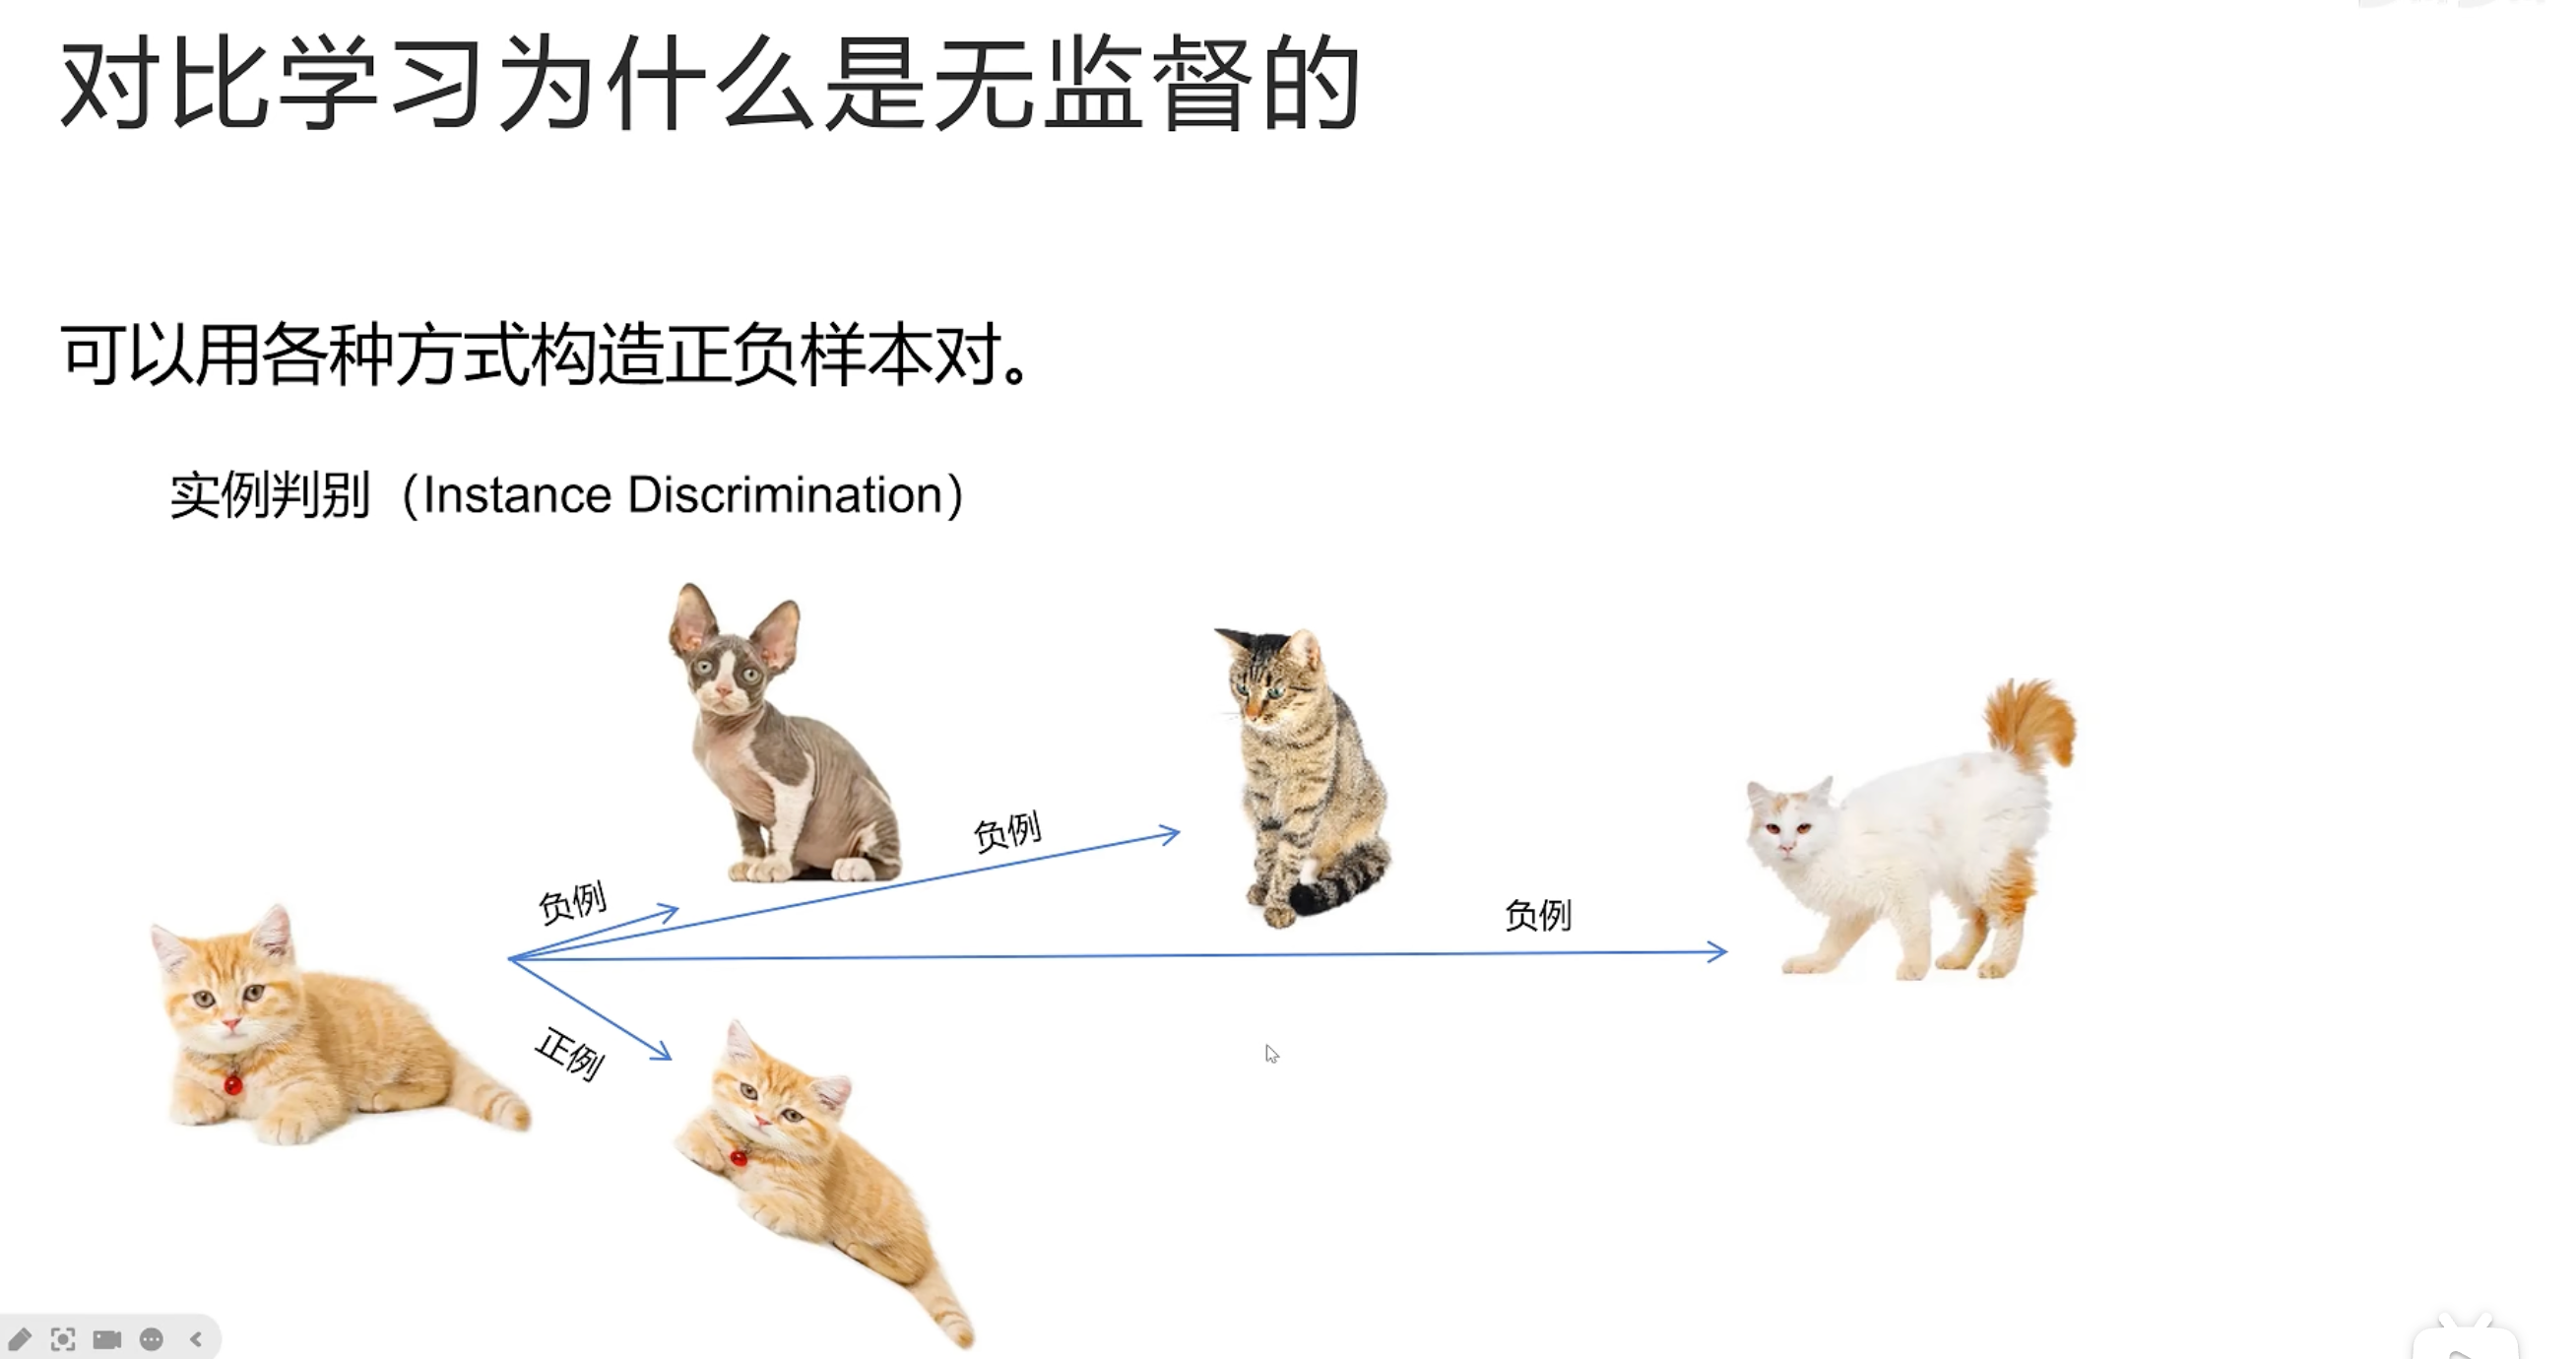 对比学习为什么是无监督的
可以用各种方式构造正负样本对。
实例判别（Instance Discrimination）
负例
负例
负例
正例